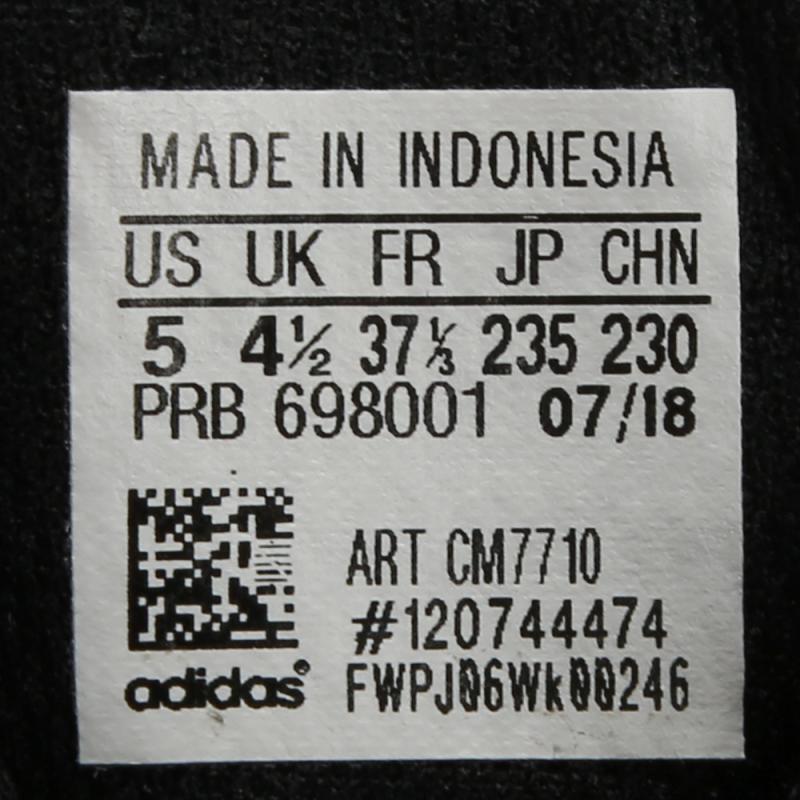 MADE IN INDONESIA
US UK FR JP CHN
5 4½ 37⅓ 235 230
PRB 698001 07/18
ART CM7710
#120744474
adidas® FWPJ06Wk00246